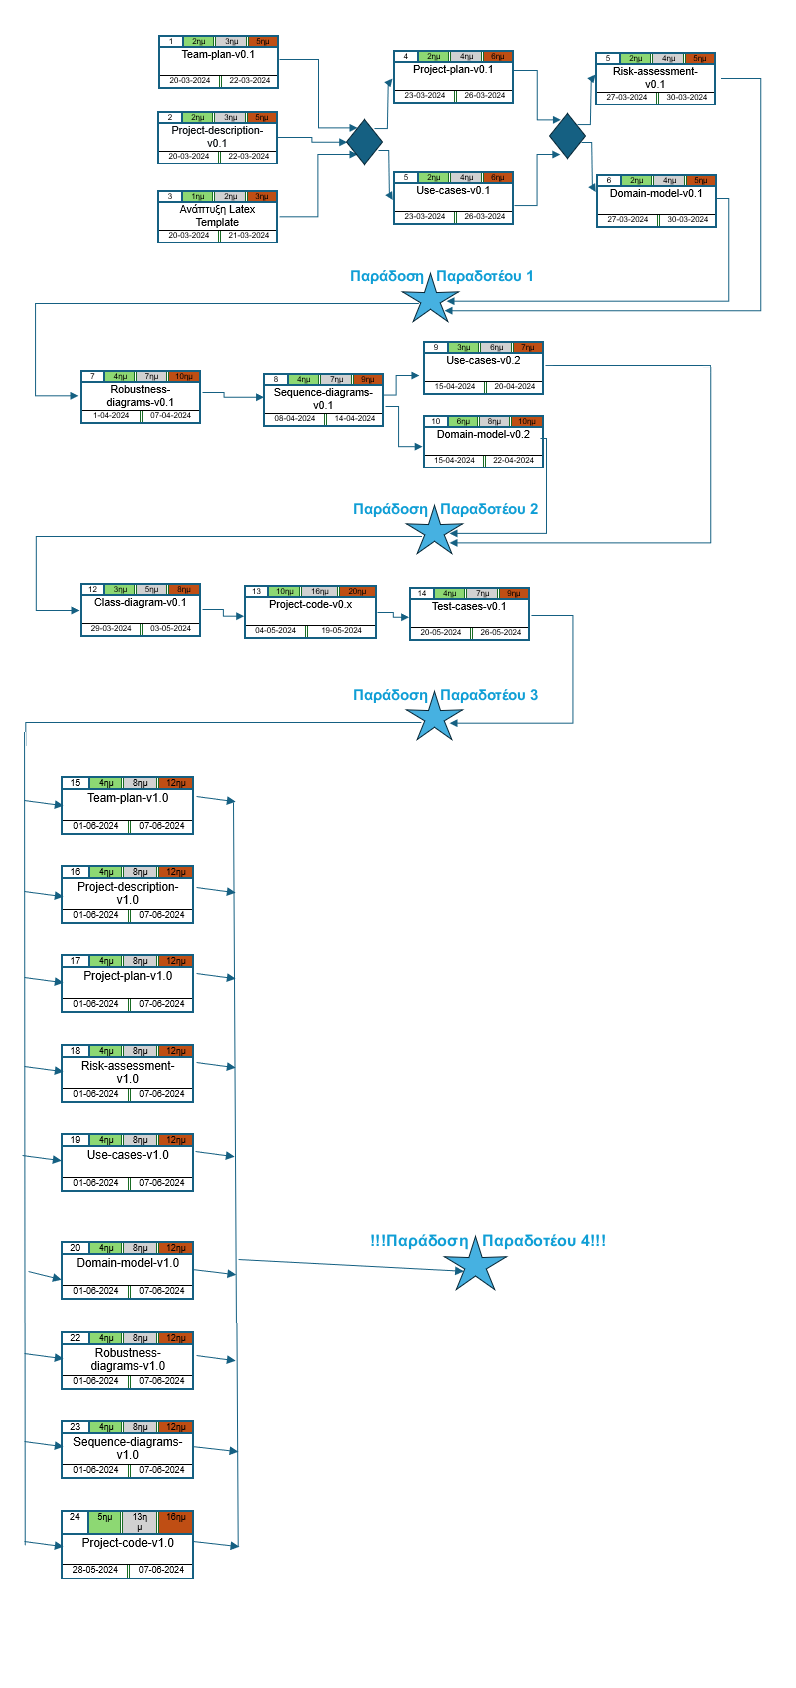 1 2ημ 3ημ 5ημ
Team-plan-v0.1
20-03-2024 22-03-2024
2 2ημ 3ημ 5ημ
Project-description-
v0.1
20-03-2024 22-03-2024
3 1ημ 2ημ 3ημ
Ανάπτυξη Latex
Template
20-03-2024 21-03-2024
4 2ημ 4ημ 6ημ
Project-plan-v0.1
23-03-2024 26-03-2024
5 2ημ 4ημ 6ημ
Use-cases-v0.1
23-03-2024 26-03-2024
5 2ημ 4ημ 5ημ
Risk-assessment-
v0.1
27-03-2024 30-03-2024
6 2ημ 4ημ 5ημ
Domain-model-v0.1
27-03-2024 30-03-2024
Παράδοση Παραδοτέου 1
7 4ημ 7ημ 10ημ
Robustness-
diagrams-v0.1
1-04-2024 07-04-2024
8 4ημ 7ημ 9ημ
Sequence-diagrams-
v0.1
08-04-2024 14-04-2024
9 3ημ 6ημ 7ημ
Use-cases-v0.2
15-04-2024 20-04-2024
10 6ημ 8ημ 10ημ
Domain-model-v0.2
15-04-2024 22-04-2024
Παράδοση Παραδοτέου 2
12 3ημ 5ημ 8ημ
Class-diagram-v0.1
29-03-2024 03-05-2024
13 10ημ 16ημ 20ημ
Project-code-v0.x
04-05-2024 19-05-2024
14 4ημ 7ημ 9ημ
Test-cases-v0.1
20-05-2024 26-05-2024
Παράδοση Παραδοτέου 3
15 4ημ 8ημ 12ημ
Team-plan-v1.0
01-06-2024 07-06-2024
16 4ημ 8ημ 12ημ
Project-description-
v1.0
01-06-2024 07-06-2024
17 4ημ 8ημ 12ημ
Project-plan-v1.0
01-06-2024 07-06-2024
18 4ημ 8ημ 12ημ
Risk-assessment-
v1.0
01-06-2024 07-06-2024
19 4ημ 8ημ 12ημ
Use-cases-v1.0
01-06-2024 07-06-2024
20 4ημ 8ημ 12ημ
Domain-model-v1.0
01-06-2024 07-06-2024
!!!Παράδοση Παραδοτέου 4!!!
22 4ημ 8ημ 12ημ
Robustness-
diagrams-v1.0
01-06-2024 07-06-2024
23 4ημ 8ημ 12ημ
Sequence-diagrams-
v1.0
01-06-2024 07-06-2024
24 5ημ 13η 16ημ
μ
Project-code-v1.0
28-05-2024 07-06-2024